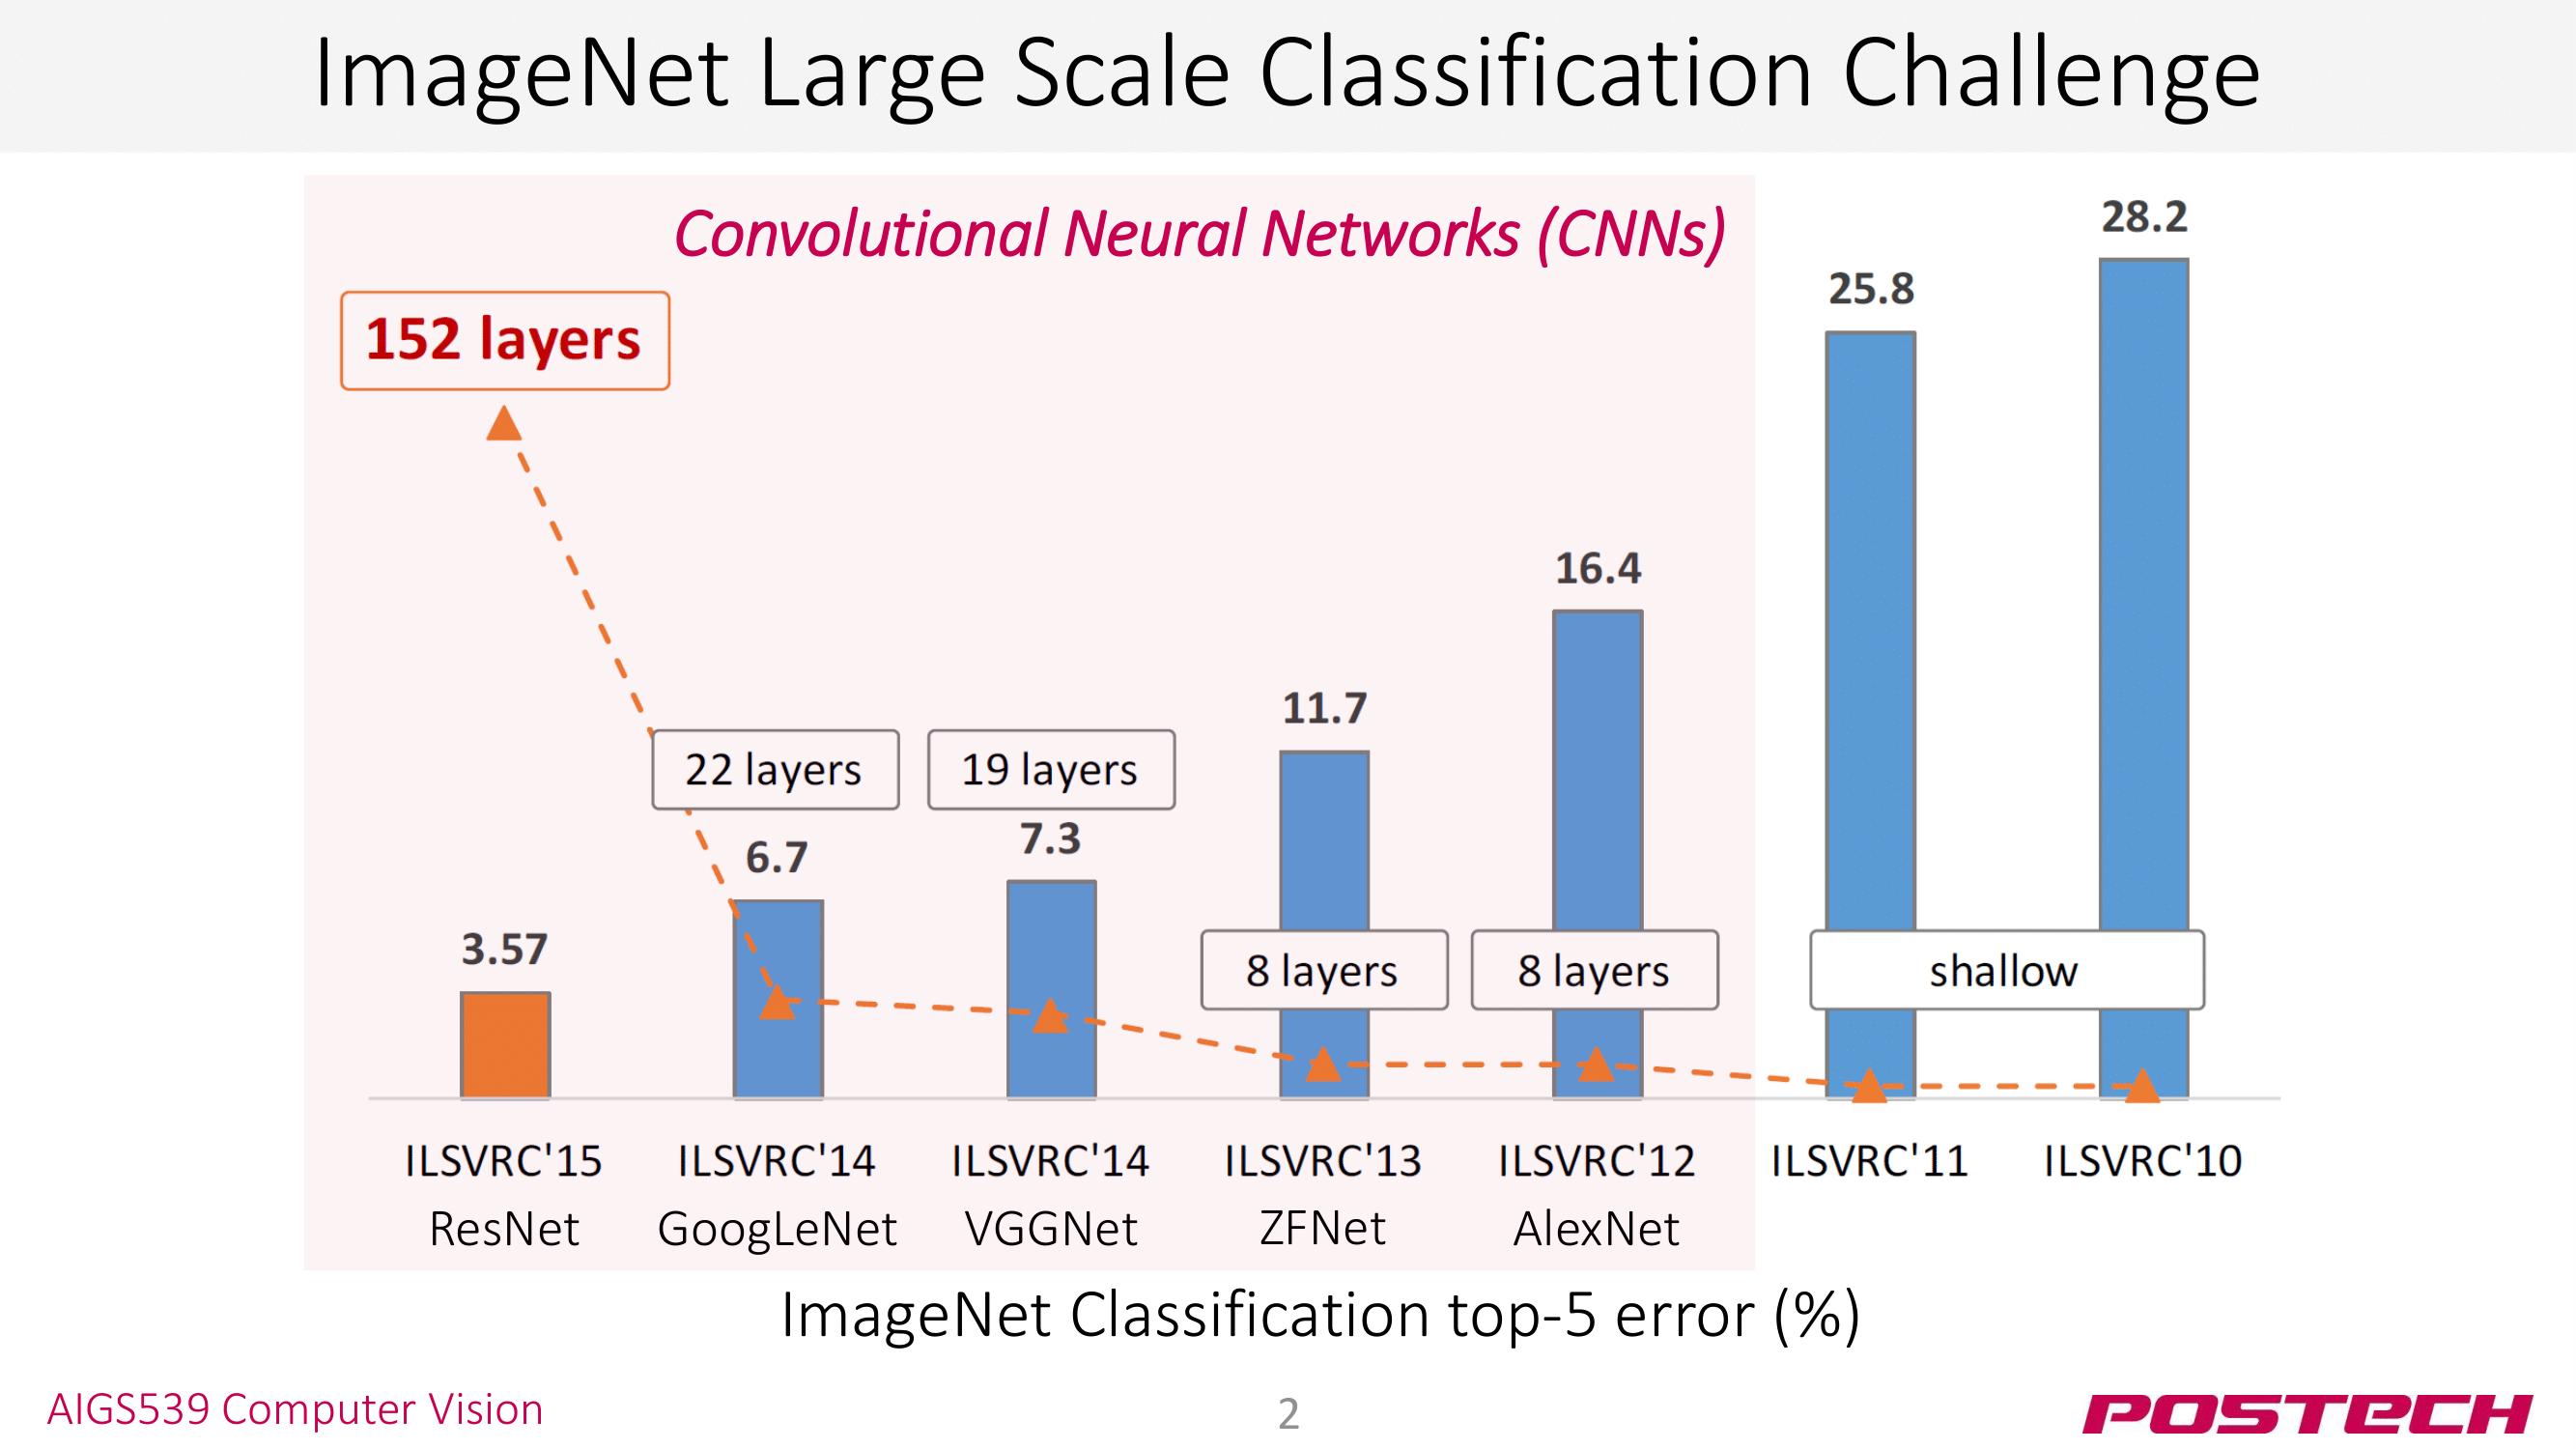 ImageNet Large Scale Classification Challenge
Convolutional Neural Networks (CNNs)
28.2
25.8
152 layers
16.4
11.7
22 layers
19 layers
7.3
6.7
3.57
8 layers
8 layers
shallow
ILSVRC'15
ILSVRC'14
ILSVRC'14
ILSVRC'13
ILSVRC'12
ILSVRC'11
ILSVRC'10
ResNet
GoogLeNet
VGGNet
ZFNet
AlexNet
ImageNet Classification top-5 error (%)
AIGS539 Computer Vision
2
POSTECH